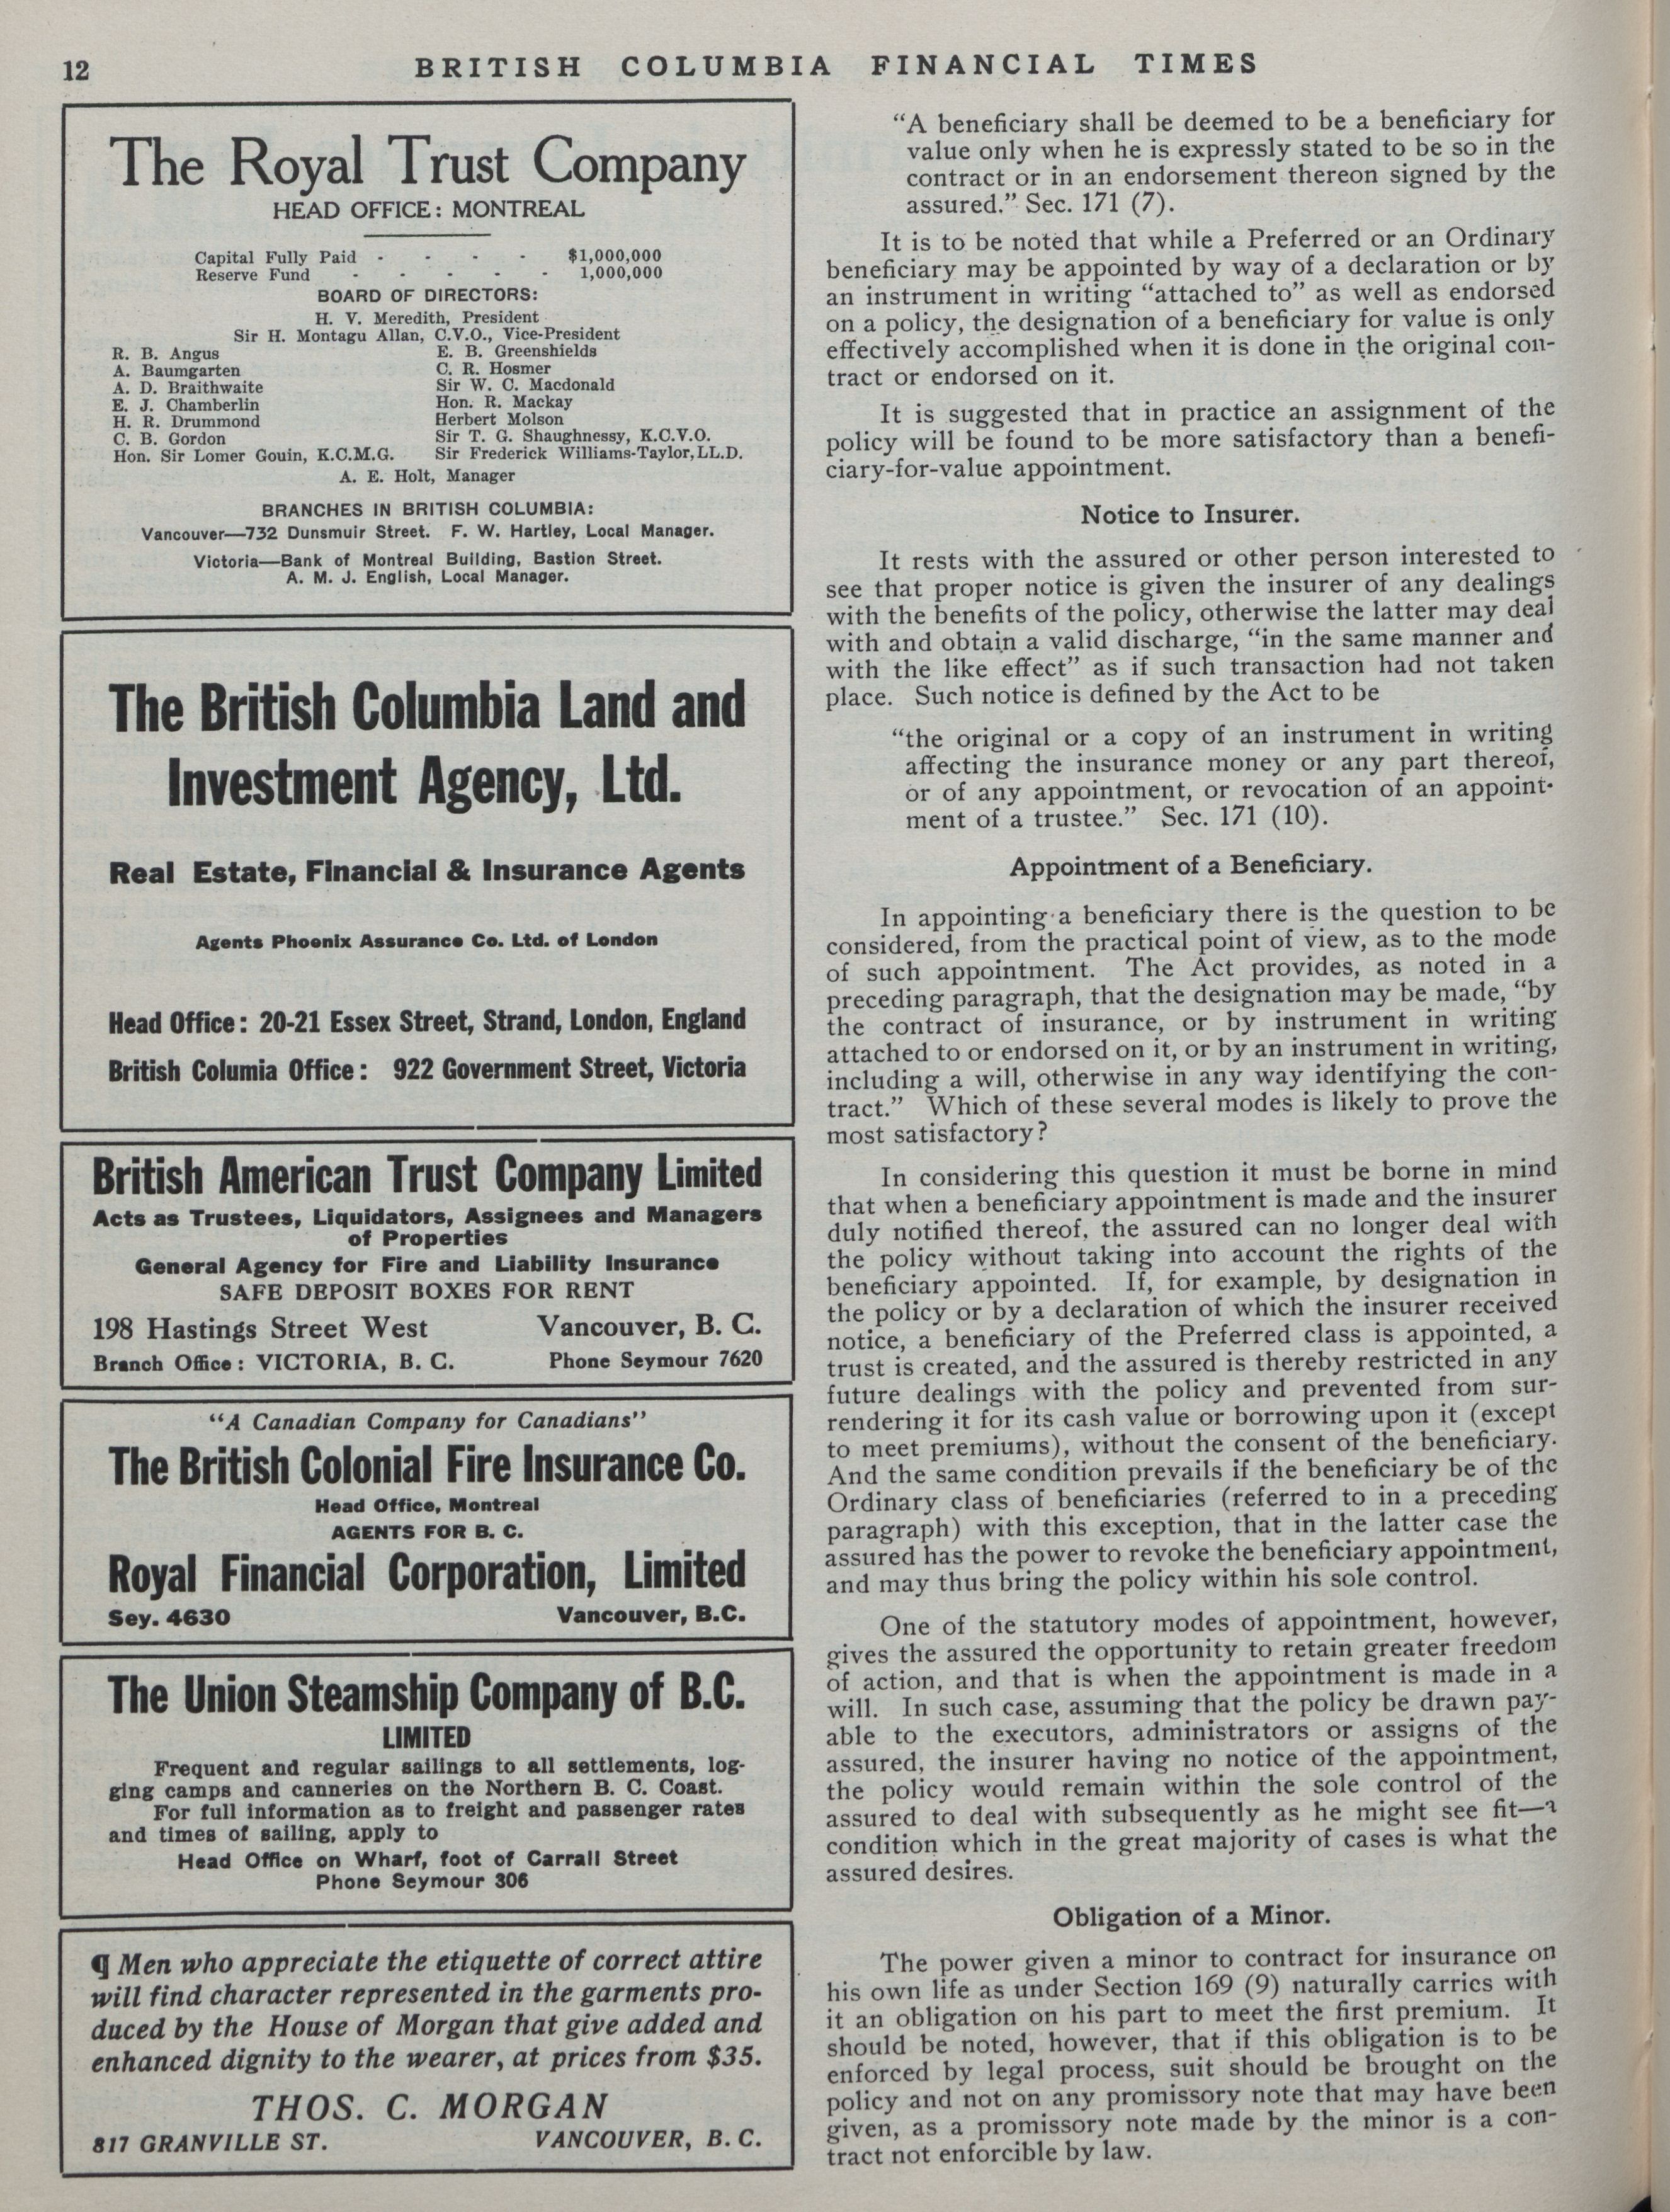 12
BRITISH COLUMBIA FINANCIAL TIMES
The Royal Trust Company
HEAD OFFICE: MONTREAL
Capital Fully Paid - - - - $1,000,000
Reserve Fund - - - - - 1,000,000
BOARD OF DIRECTORS:
H. V. Meredith, President
Sir H. Montagu Allan, C.V.O., Vice-President
R. B. Angus E. B. Greenshields
A. Baumgarten C. R. Hosmer
A. D. Braithwaite Sir W. C. Macdonald
E. J. Chamberlin Hon. R. Mackay
H. R. Drummond Herbert Molson
C. B. Gordon Sir T. G. Shaughnessy, K.C.V.O.
Hon. Sir Lomer Gouin, K.C.M.G. Sir Frederick Williams-Taylor, LL.D.
A. E. Holt, Manager
BRANCHES IN BRITISH COLUMBIA:
Vancouver—732 Dunsmuir Street. F. W. Hartley, Local Manager.
Victoria—Bank of Montreal Building, Bastion Street.
A. M. J. English, Local Manager.
The British Columbia Land and
Investment Agency, Ltd.
Real Estate, Financial & Insurance Agents
Agents Phoenix Assurance Co. Ltd. of London
Head Office: 20-21 Essex Street, Strand, London, England
British Columia Office: 922 Government Street, Victoria
British American Trust Company Limited
Acts as Trustees, Liquidators, Assignees and Managers
of Properties
General Agency for Fire and Liability Insurance
SAFE DEPOSIT BOXES FOR RENT
198 Hastings Street West Vancouver, B. C.
Branch Office: VICTORIA, B. C. Phone Seymour 7620
"A Canadian Company for Canadians"
The British Colonial Fire Insurance Co.
Head Office, Montreal
AGENTS FOR B. C.
Royal Financial Corporation, Limited
Sey. 4630 Vancouver, B.C.
The Union Steamship Company of B.C.
LIMITED
Frequent and regular sailings to all settlements, log-
ging camps and canneries on the Northern B. C. Coast.
For full information as to freight and passenger rates
and times of sailing, apply to
Head Office on Wharf, foot of Carrall Street
Phone Seymour 306
¶ Men who appreciate the etiquette of correct attire
will find character represented in the garments pro-
duced by the House of Morgan that give added and
enhanced dignity to the wearer, at prices from $35.
THOS. C. MORGAN
817 GRANVILLE ST. VANCOUVER, B. C.
"A beneficiary shall be deemed to be a beneficiary for
value only when he is expressly stated to be so in the
contract or in an endorsement thereon signed by the
assured." Sec. 171 (7).
It is to be noted that while a Preferred or an Ordinary
beneficiary may be appointed by way of a declaration or by
an instrument in writing "attached to" as well as endorsed
on a policy, the designation of a beneficiary for value is only
effectively accomplished when it is done in the original con-
tract or endorsed on it.
It is suggested that in practice an assignment of the
policy will be found to be more satisfactory than a benefi-
ciary-for-value appointment.
Notice to Insurer.
It rests with the assured or other person interested to
see that proper notice is given the insurer of any dealings
with the benefits of the policy, otherwise the latter may deal
with and obtain a valid discharge, "in the same manner and
with the like effect" as if such transaction had not taken
place. Such notice is defined by the Act to be
"the original or a copy of an instrument in writing
affecting the insurance money or any part thereof,
or of any appointment, or revocation of an appoint-
ment of a trustee." Sec. 171 (10).
Appointment of a Beneficiary.
In appointing a beneficiary there is the question to be
considered, from the practical point of view, as to the mode
of such appointment. The Act provides, as noted in a
preceding paragraph, that the designation may be made, "by
the contract of insurance, or by instrument in writing
attached to or endorsed on it, or by an instrument in writing,
including a will, otherwise in any way identifying the con-
tract." Which of these several modes is likely to prove the
most satisfactory?
In considering this question it must be borne in mind
that when a beneficiary appointment is made and the insurer
duly notified thereof, the assured can no longer deal with
the policy without taking into account the rights of the
beneficiary appointed. If, for example, by designation in
the policy or by a declaration of which the insurer received
notice, a beneficiary of the Preferred class is appointed, a
trust is created, and the assured is thereby restricted in any
future dealings with the policy and prevented from sur-
rendering it for its cash value or borrowing upon it (except
to meet premiums), without the consent of the beneficiary.
And the same condition prevails if the beneficiary be of the
Ordinary class of beneficiaries (referred to in a preceding
paragraph) with this exception, that in the latter case the
assured has the power to revoke the beneficiary appointment,
and may thus bring the policy within his sole control.
One of the statutory modes of appointment, however,
gives the assured the opportunity to retain greater freedom
of action, and that is when the appointment is made in a
will. In such case, assuming that the policy be drawn pay-
able to the executors, administrators or assigns of the
assured, the insurer having no notice of the appointment,
the policy would remain within the sole control of the
assured to deal with subsequently as he might see fit—a
condition which in the great majority of cases is what the
assured desires.
Obligation of a Minor.
The power given a minor to contract for insurance on
his own life as under Section 169 (9) naturally carries with
it an obligation on his part to meet the first premium. It
should be noted, however, that if this obligation is to be
enforced by legal process, suit should be brought on the
policy and not on any promissory note that may have been
given, as a promissory note made by the minor is a con-
tract not enforcible by law.